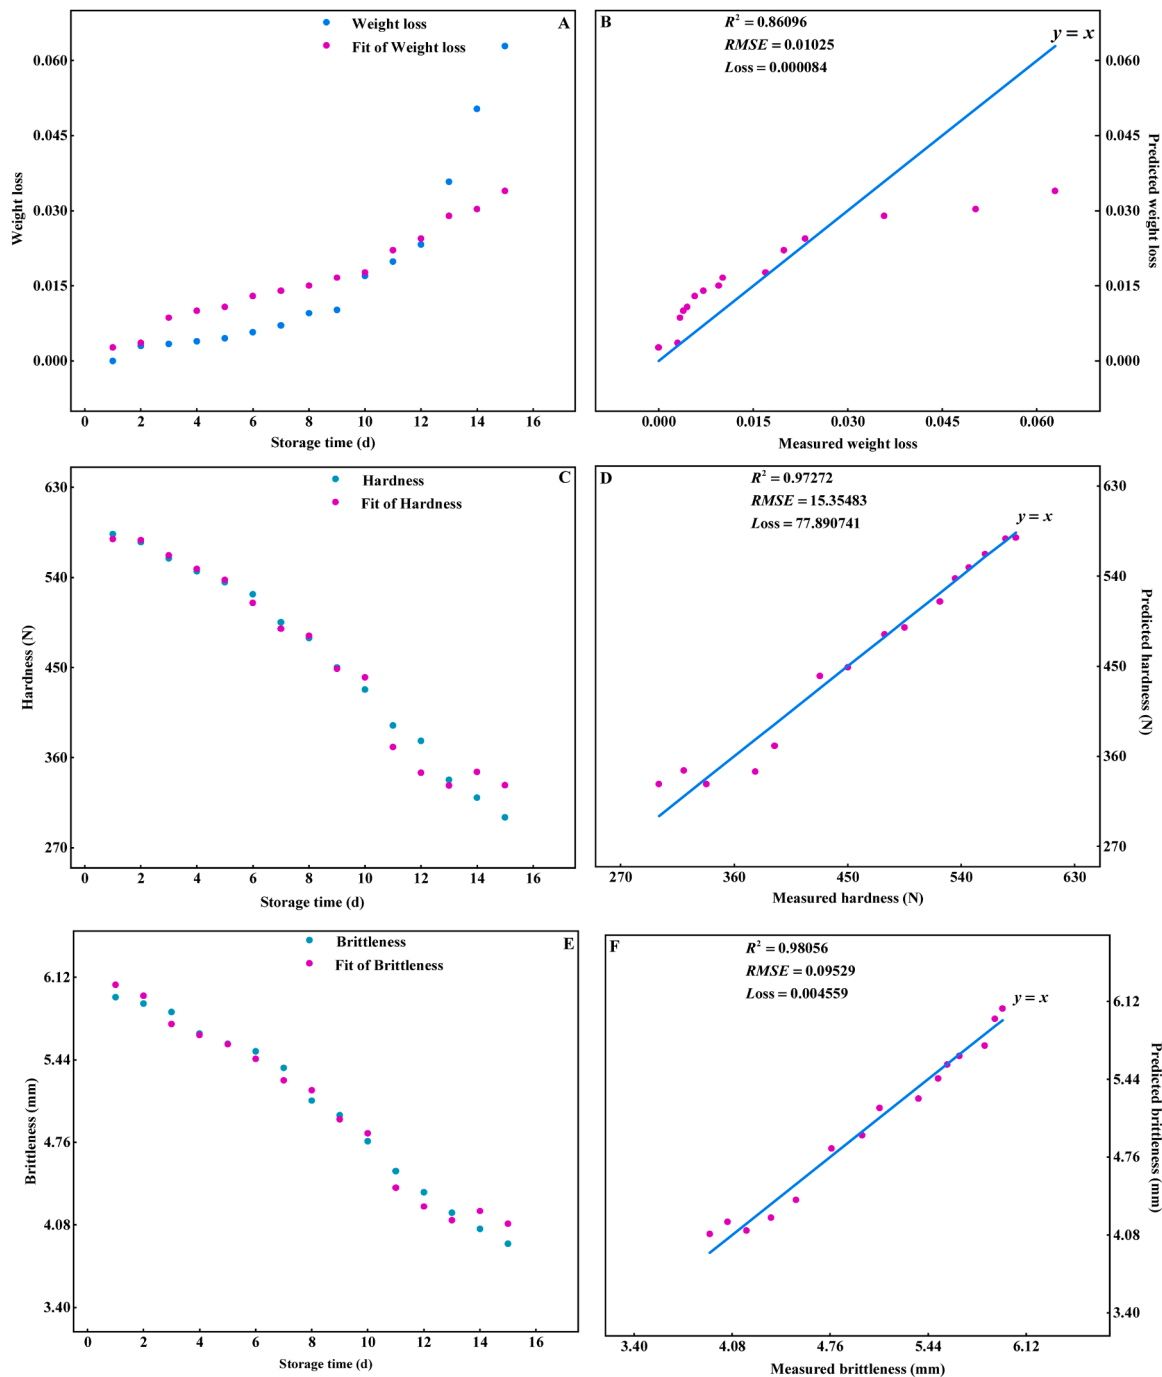 Weight loss
Fit of Weight loss
A
0.060
0.045
0.030
0.015
0.000
Weight loss
0 2 4 6 8 10 12 14 16
Storage time (d)
B
R² = 0.86096
RMSE = 0.01025
Loss = 0.000084
y = x
0.060
0.045
0.030
0.015
0.000
Predicted weight loss
0.000 0.015 0.030 0.045 0.060
Measured weight loss
Hardness
Fit of Hardness
C
630
540
450
360
270
Hardness (N)
0 2 4 6 8 10 12 14 16
Storage time (d)
D
R² = 0.97272
RMSE = 15.35483
Loss = 77.890741
y = x
630
540
450
360
270
Predicted hardness (N)
270 360 450 540 630
Measured hardness (N)
Brittleness
Fit of Brittleness
E
6.12
5.44
4.76
4.08
3.40
Brittleness (mm)
0 2 4 6 8 10 12 14 16
Storage time (d)
F
R² = 0.98056
RMSE = 0.09529
Loss = 0.004559
y = x
6.12
5.44
4.76
4.08
3.40
Predicted brittleness (mm)
3.40 4.08 4.76 5.44 6.12
Measured brittleness (mm)